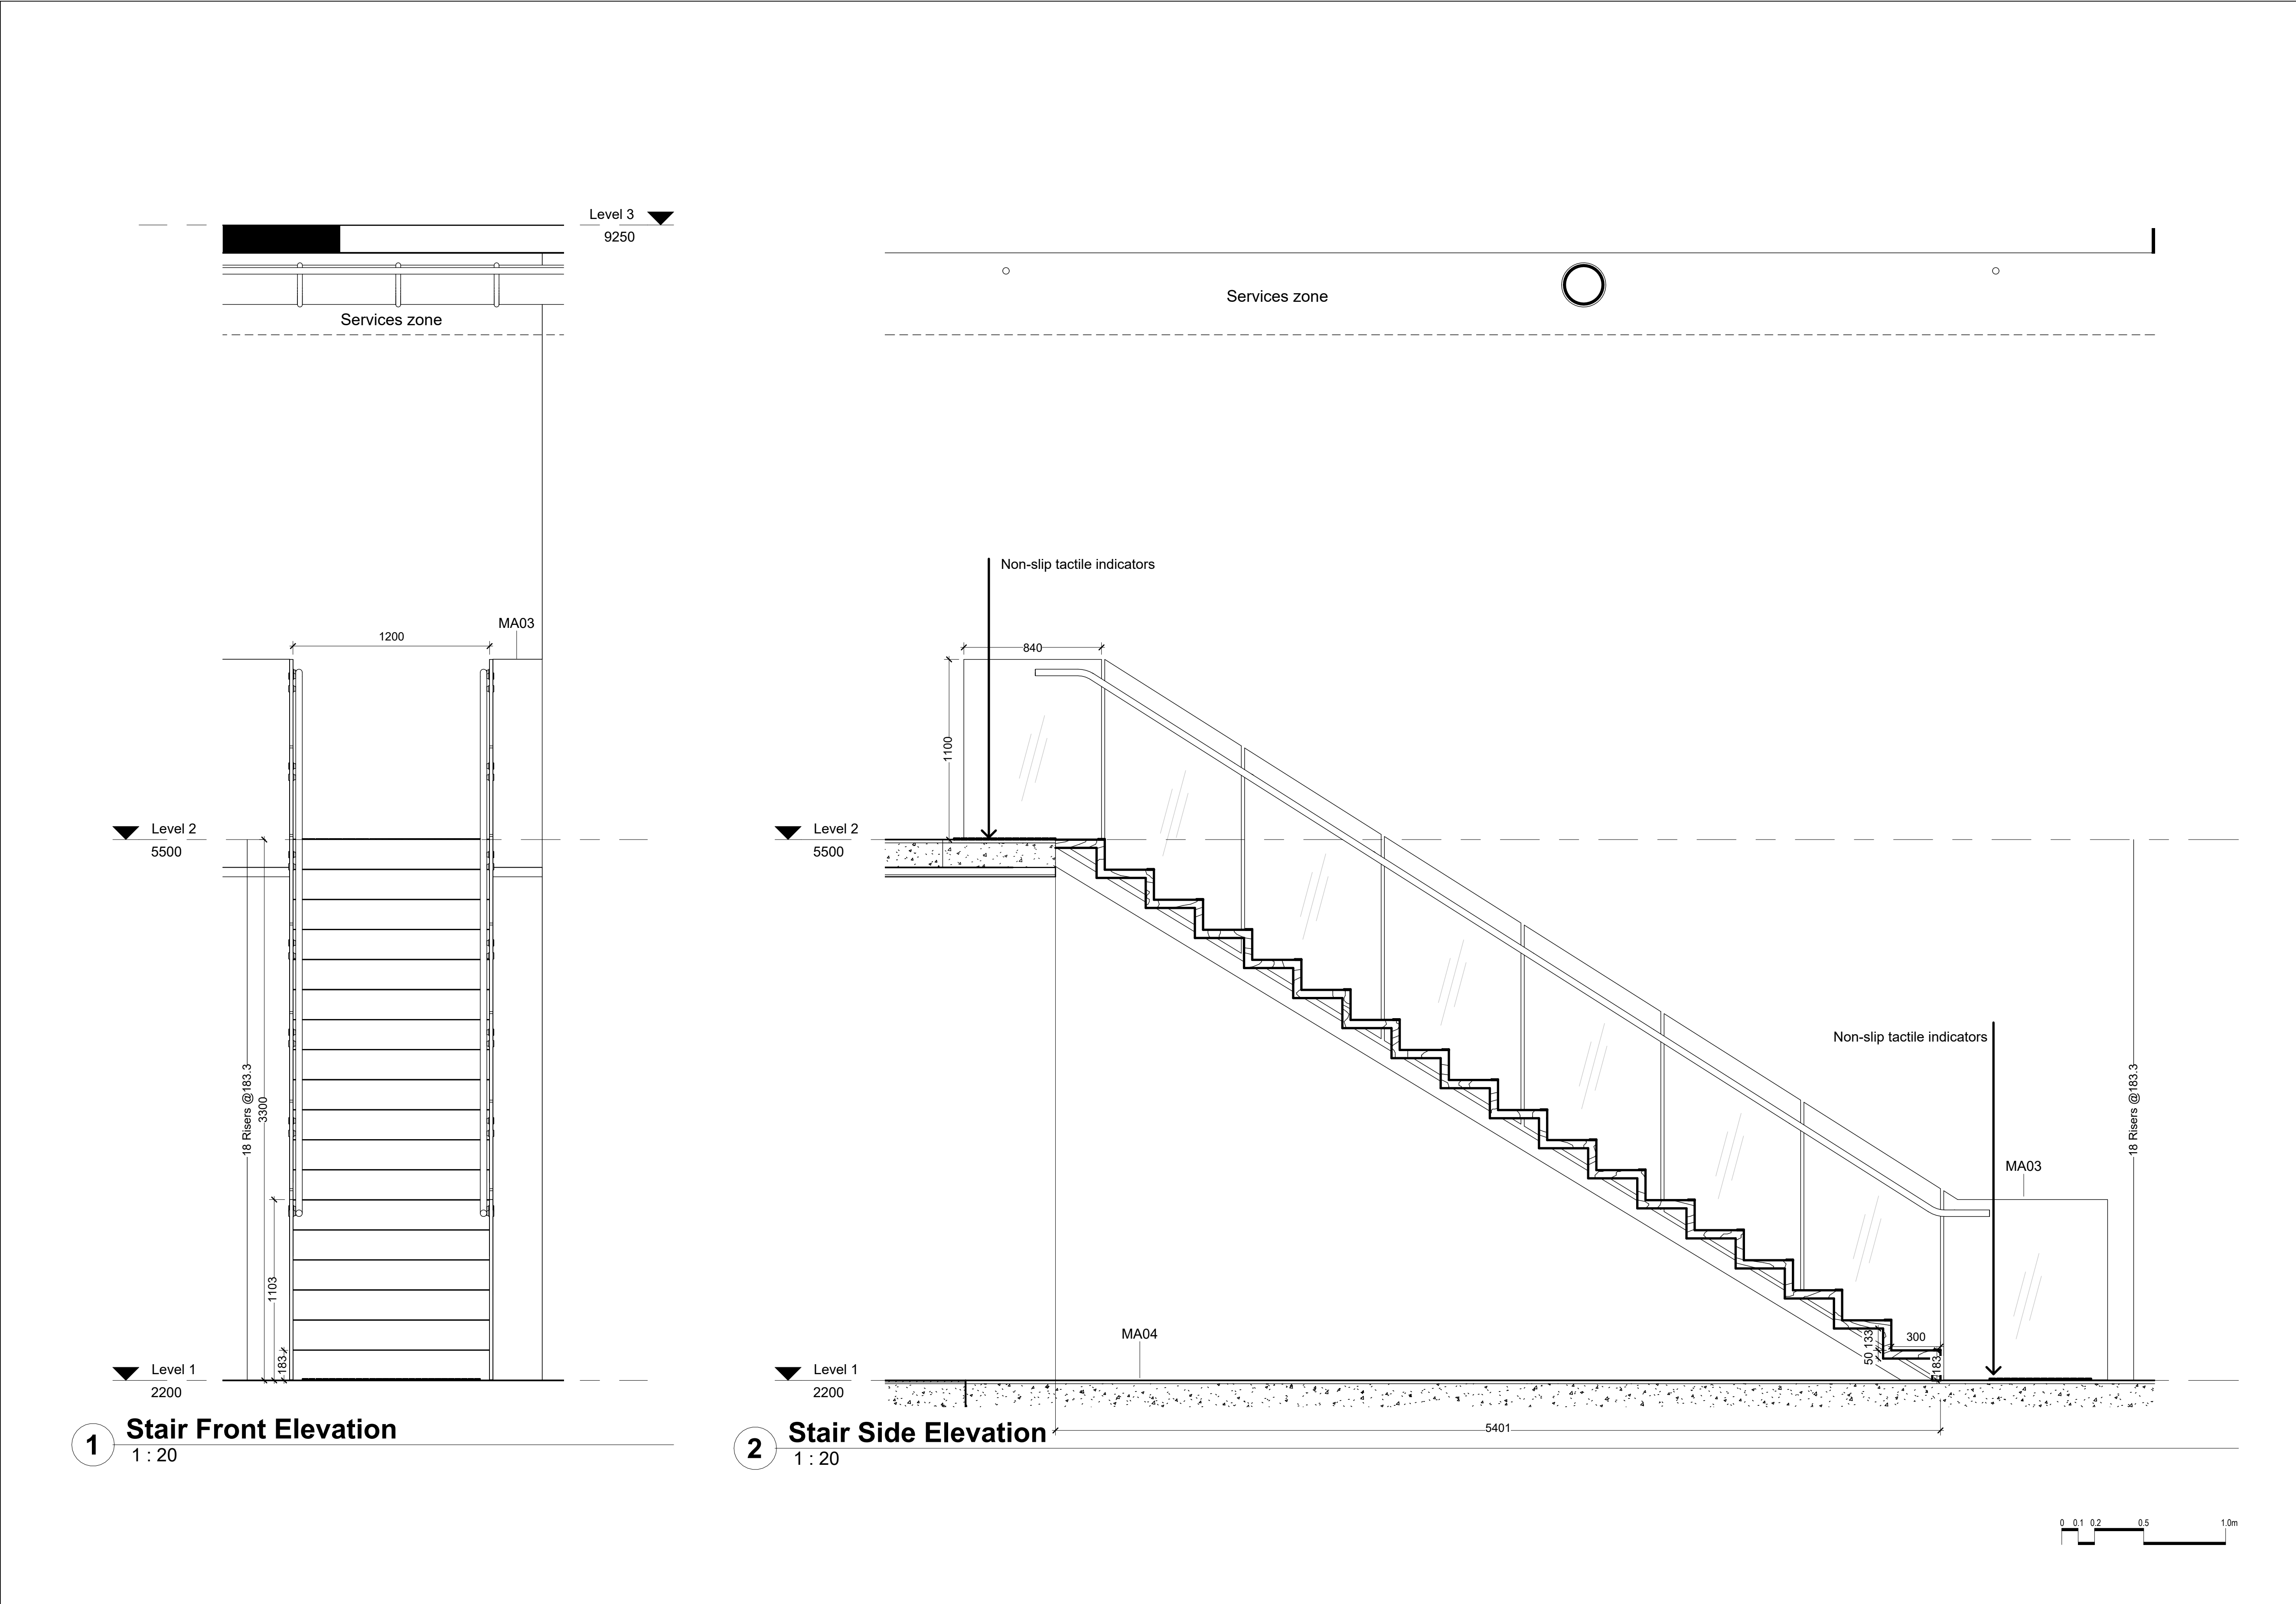 Level 3
9250
Services zone
1200
MA03
Level 2
5500
18 Risers @183.3
3300
1103
183
Level 1
2200
1
Stair Front Elevation
1 : 20
Services zone
Non-slip tactile indicators
840
1100
Level 2
5500
Non-slip tactile indicators
MA03
18 Risers @183.3
MA04
50 133
300
Level 1
2200
5401
2
Stair Side Elevation
1 : 20
0 0.1 0.2 0.5 1.0m